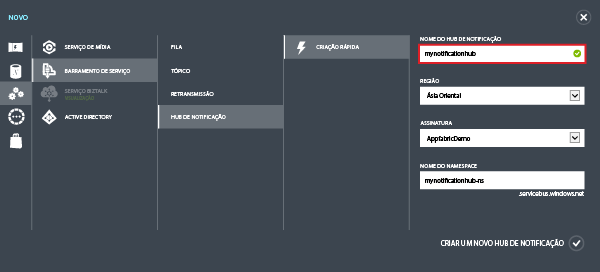 NOVO
SERVIÇO DE MÍDIA
BARRAMENTO DE SERVIÇO
SERVIÇO BIZTALK
ACTIVE DIRECTORY
FILA
TÓPICO
RETRANSMISSÃO
HUB DE NOTIFICAÇÃO
CRIAÇÃO RÁPIDA
NOME DO HUB DE NOTIFICAÇÃO
mynotificationhub
REGIÃO
Ásia Oriental
ASSINATURA
AppfabricDemo
NOME DO NAMESPACE
mynotificationhub-ns
.servicebus.windows.net
CRIAR UM NOVO HUB DE NOTIFICAÇÃO